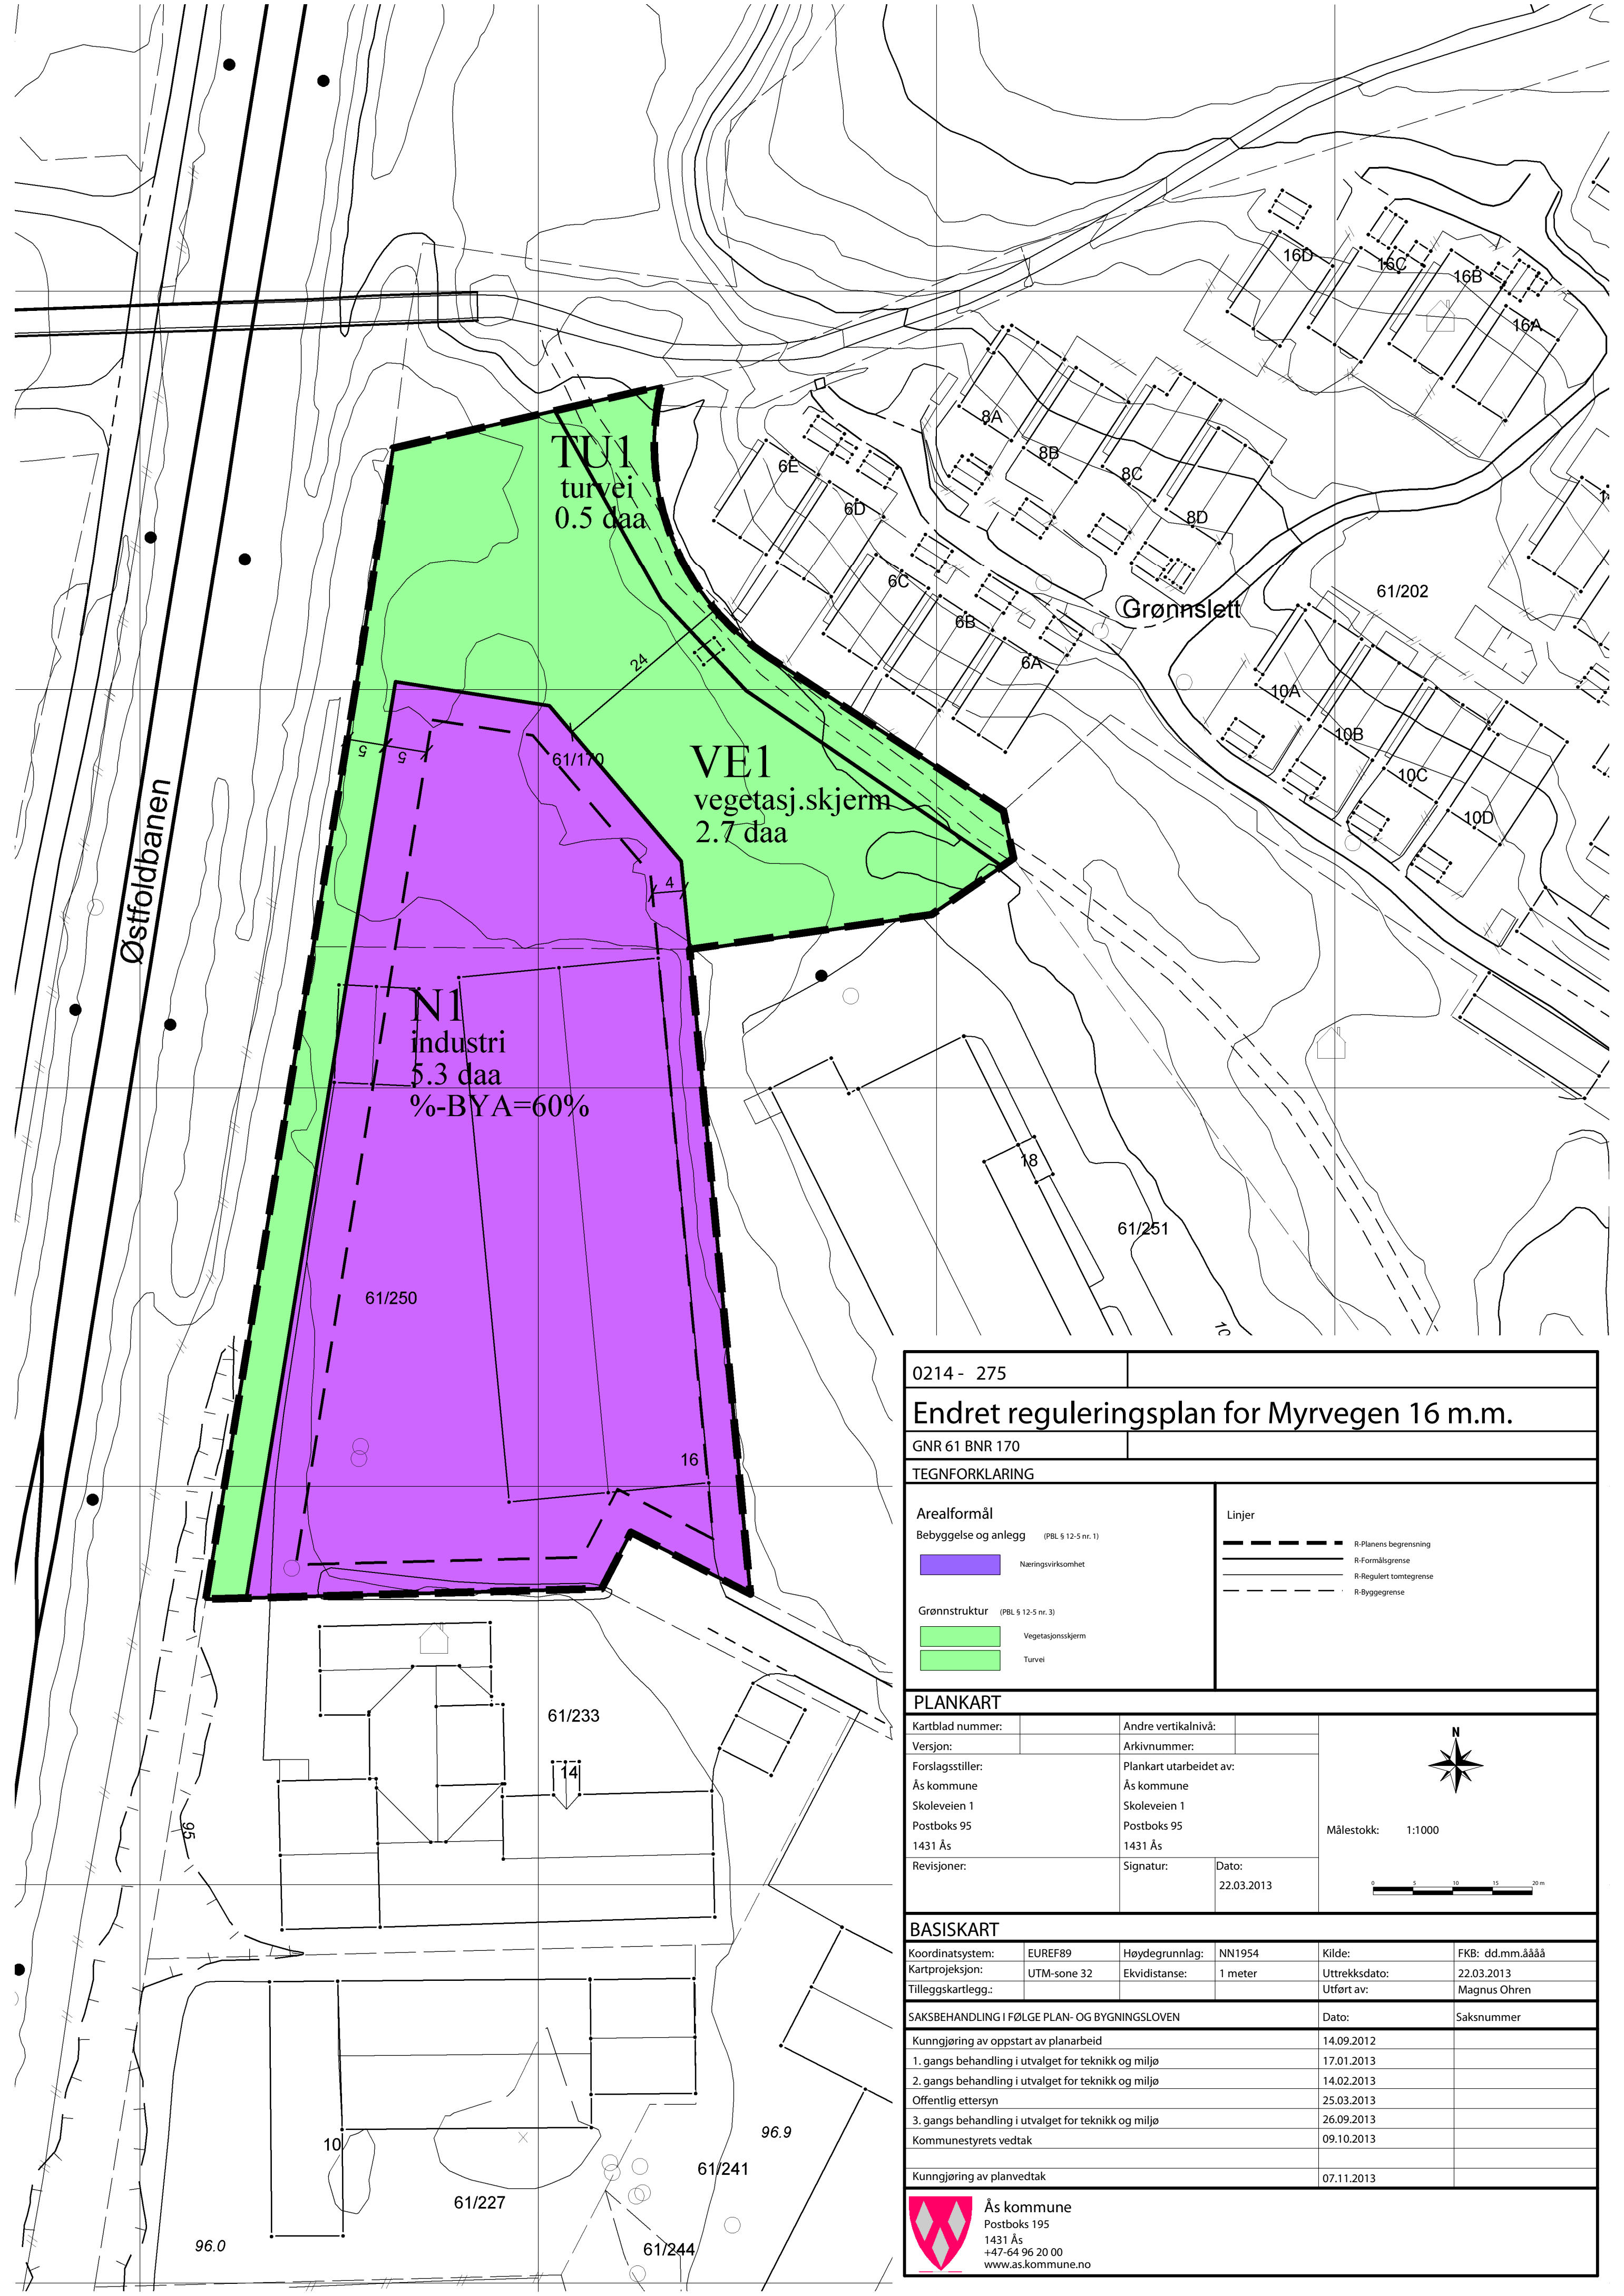 16D
16C
16B
16A
8A
8B
8C
8D
6E
6D
6C
6B
6A
Grønnslett
61/202
10A
10B
10C
10D
TU1
turvei
0.5 daa
24
5
5
61/170
VE1
vegetasj.skjerm
2.7 daa
4
Østfoldbanen
N1
industri
5.3 daa
%-BYA=60%
18
61/251
61/250
16
61/233
14
95
10
61/227
96.0
96.9
61/241
61/244
0214 - 275
Endret reguleringsplan for Myrvegen 16 m.m.
GNR 61 BNR 170
TEGNFORKLARING
Arealformål
Bebyggelse og anlegg (PBL § 12-5 nr. 1)
Næringsvirksomhet
Grønnstruktur (PBL § 12-5 nr. 3)
Vegetasjonsskjerm
Turvei
Linjer
R-Planens begrensning
R-Formålsgrense
R-Regulert tomtegrense
R-Byggegrense
PLANKART
Kartblad nummer: Andre vertikalnivå:
Versjon: Arkivnummer:
Forslagsstiller: Plankart utarbeidet av:
Ås kommune Ås kommune
Skoleveien 1 Skoleveien 1
Postboks 95 Postboks 95
1431 Ås 1431 Ås
Revisjoner: Signatur: Dato:
22.03.2013
N
Målestokk: 1:1000
0 5 10 15 20 m
BASISKART
Koordinatsystem: EUREF89 Høydegrunnlag: NN1954 Kilde: FKB: dd.mm.åååå
Kartprojeksjon: UTM-sone 32 Ekvidistanse: 1 meter Uttrekksdato: 22.03.2013
Tilleggskartlegg.: Utført av: Magnus Ohren
SAKSBEHANDLING I FØLGE PLAN- OG BYGNINGSLOVEN Dato: Saksnummer
Kunngjøring av oppstart av planarbeid 14.09.2012
1. gangs behandling i utvalget for teknikk og miljø 17.01.2013
2. gangs behandling i utvalget for teknikk og miljø 14.02.2013
Offentlig ettersyn 25.03.2013
3. gangs behandling i utvalget for teknikk og miljø 26.09.2013
Kommunestyrets vedtak 09.10.2013
Kunngjøring av planvedtak 07.11.2013
Ås kommune
Postboks 195
1431 Ås
+47-64 96 20 00
www.as.kommune.no